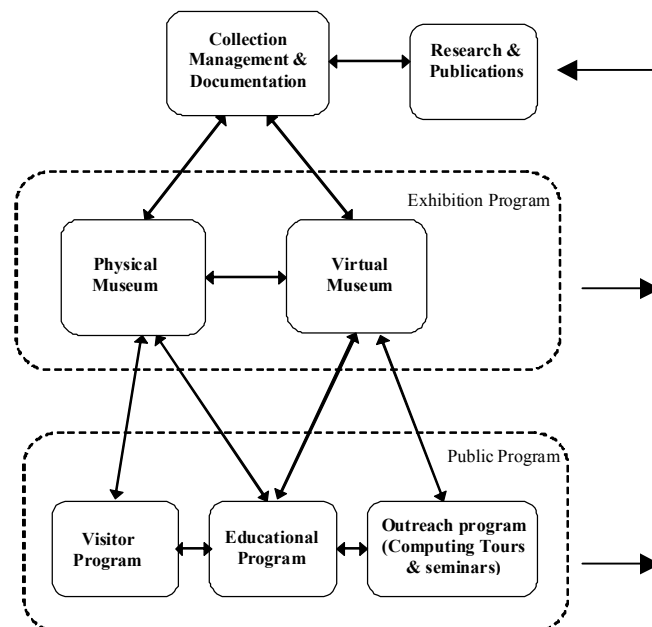 Collection
Management &
Documentation
Research &
Publications
Exhibition Program
Physical
Museum
Virtual
Museum
Public Program
Visitor
Program
Educational
Program
Outreach program
(Computing Tours
& seminars)